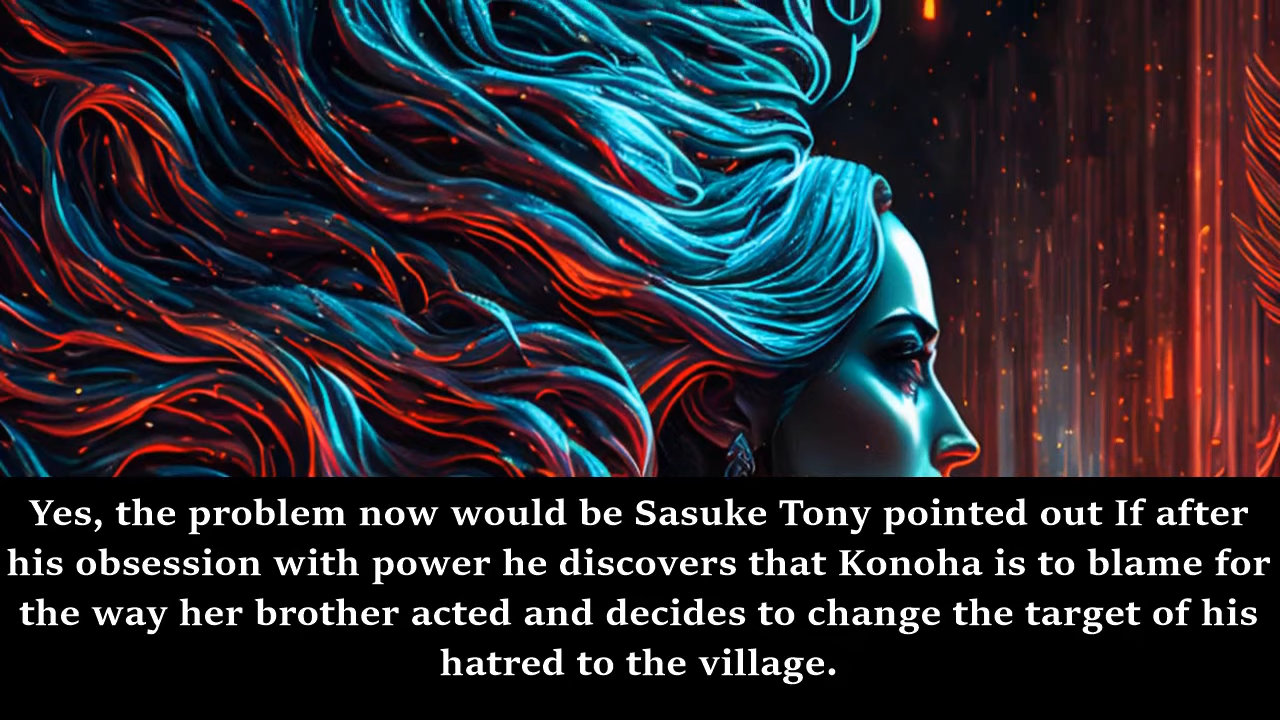 Yes, the problem now would be Sasuke Tony pointed out If after
his obsession with power he discovers that Konoha is to blame for
the way her brother acted and decides to change the target of his
hatred to the village.